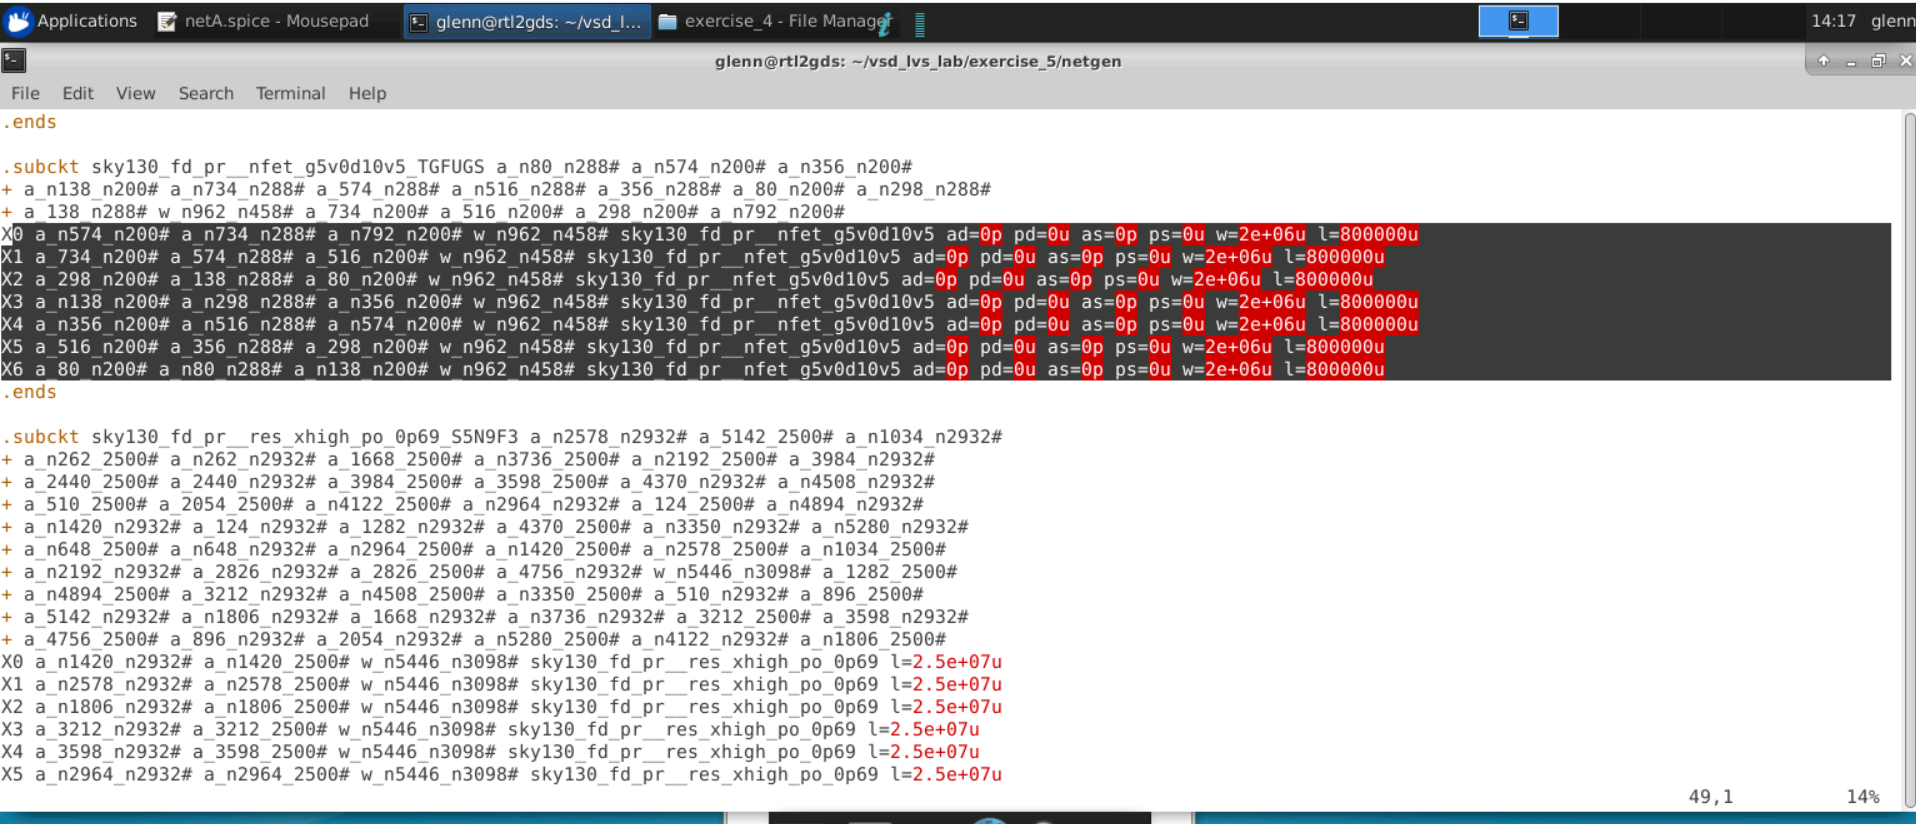 Applications netA.spice - Mousepad glenn@rtl2gds: ~/vsd_l... exercise_4 - File Manager 14:17 glenn
glenn@rtl2gds: ~/vsd_lvs_lab/exercise_5/netgen
File Edit View Search Terminal Help
.ends
.subckt sky130_fd_pr__nfet_g5v0d10v5_TGFUGS a_n80_n288# a_n574_n200# a_n356_n200#
+ a_n138_n200# a_n734_n288# a_574_n288# a_n516_n288# a_356_n288# a_80_n200# a_n298_n288#
+ a_138_n288# w_n962_n458# a_734_n200# a_516_n200# a_298_n200# a_n792_n200#
X0 a_n574_n200# a_n734_n288# a_n792_n200# w_n962_n458# sky130_fd_pr__nfet_g5v0d10v5 ad=0p pd=0u as=0p ps=0u w=2e+06u l=800000u
X1 a_734_n200# a_574_n288# a_516_n200# w_n962_n458# sky130_fd_pr__nfet_g5v0d10v5 ad=0p pd=0u as=0p ps=0u w=2e+06u l=800000u
X2 a_298_n200# a_138_n288# a_80_n200# w_n962_n458# sky130_fd_pr__nfet_g5v0d10v5 ad=0p pd=0u as=0p ps=0u w=2e+06u l=800000u
X3 a_n138_n200# a_n298_n288# a_n356_n200# w_n962_n458# sky130_fd_pr__nfet_g5v0d10v5 ad=0p pd=0u as=0p ps=0u w=2e+06u l=800000u
X4 a_n356_n200# a_n516_n288# a_n574_n200# w_n962_n458# sky130_fd_pr__nfet_g5v0d10v5 ad=0p pd=0u as=0p ps=0u w=2e+06u l=800000u
X5 a_516_n200# a_356_n288# a_298_n200# w_n962_n458# sky130_fd_pr__nfet_g5v0d10v5 ad=0p pd=0u as=0p ps=0u w=2e+06u l=800000u
X6 a_80_n200# a_n80_n288# a_n138_n200# w_n962_n458# sky130_fd_pr__nfet_g5v0d10v5 ad=0p pd=0u as=0p ps=0u w=2e+06u l=800000u
.ends
.subckt sky130_fd_pr__res_xhigh_po_0p69_S5N9F3 a_n2578_n2932# a_5142_2500# a_n1034_n2932#
+ a_n262_2500# a_n262_n2932# a_1668_2500# a_n3736_2500# a_n2192_2500# a_3984_n2932#
+ a_2440_2500# a_2440_n2932# a_3984_2500# a_3598_2500# a_4370_n2932# a_n4508_n2932#
+ a_510_2500# a_2054_2500# a_n4122_2500# a_n2964_n2932# a_124_2500# a_n4894_n2932#
+ a_n1420_n2932# a_124_n2932# a_1282_n2932# a_4370_2500# a_n3350_n2932# a_n5280_n2932#
+ a_n648_2500# a_n648_n2932# a_n2964_2500# a_n1420_2500# a_n2578_2500# a_n1034_2500#
+ a_n2192_n2932# a_2826_n2932# a_2826_2500# a_4756_n2932# w_n5446_n3098# a_1282_2500#
+ a_n4894_2500# a_3212_n2932# a_n4508_2500# a_n3350_2500# a_510_n2932# a_896_2500#
+ a_5142_n2932# a_n1806_n2932# a_1668_n2932# a_n3736_n2932# a_3212_2500# a_3598_n2932#
+ a_4756_2500# a_896_n2932# a_2054_n2932# a_n5280_2500# a_n4122_n2932# a_n1806_2500#
X0 a_n1420_n2932# a_n1420_2500# w_n5446_n3098# sky130_fd_pr__res_xhigh_po_0p69 l=2.5e+07u
X1 a_n2578_n2932# a_n2578_2500# w_n5446_n3098# sky130_fd_pr__res_xhigh_po_0p69 l=2.5e+07u
X2 a_n1806_n2932# a_n1806_2500# w_n5446_n3098# sky130_fd_pr__res_xhigh_po_0p69 l=2.5e+07u
X3 a_3212_n2932# a_3212_2500# w_n5446_n3098# sky130_fd_pr__res_xhigh_po_0p69 l=2.5e+07u
X4 a_3598_n2932# a_3598_2500# w_n5446_n3098# sky130_fd_pr__res_xhigh_po_0p69 l=2.5e+07u
X5 a_n2964_n2932# a_n2964_2500# w_n5446_n3098# sky130_fd_pr__res_xhigh_po_0p69 l=2.5e+07u
49,1 14%